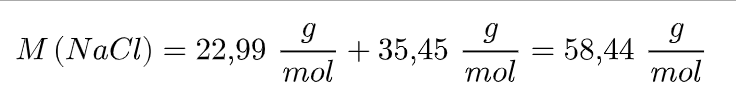 M (NaCl) = 22,99 g/mol + 35,45 g/mol = 58,44 g/mol